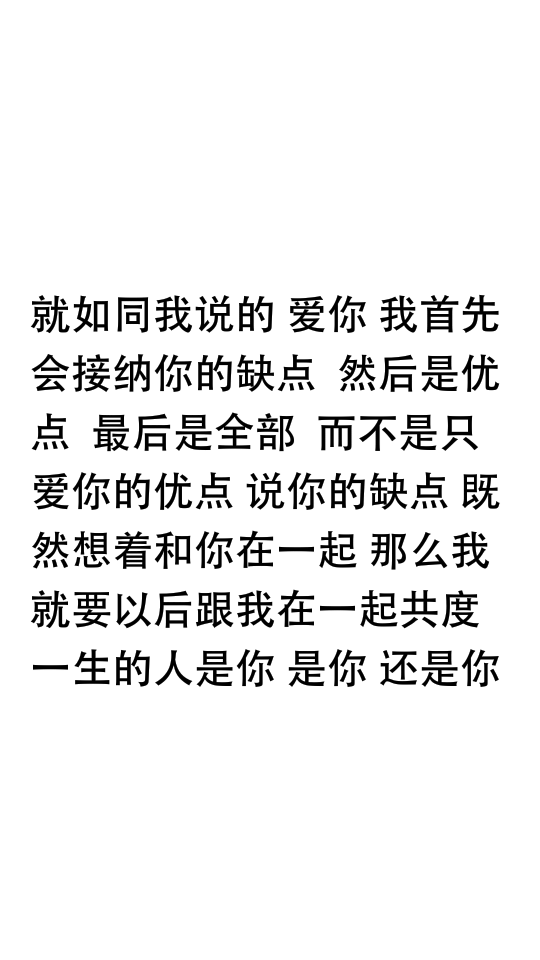 就如同我说的 爱你 我首先
会接纳你的缺点  然后是优
点  最后是全部  而不是只
爱你的优点 说你的缺点 既
然想着和你在一起 那么我
就要以后跟我在一起共度
一生的人是你 是你 还是你